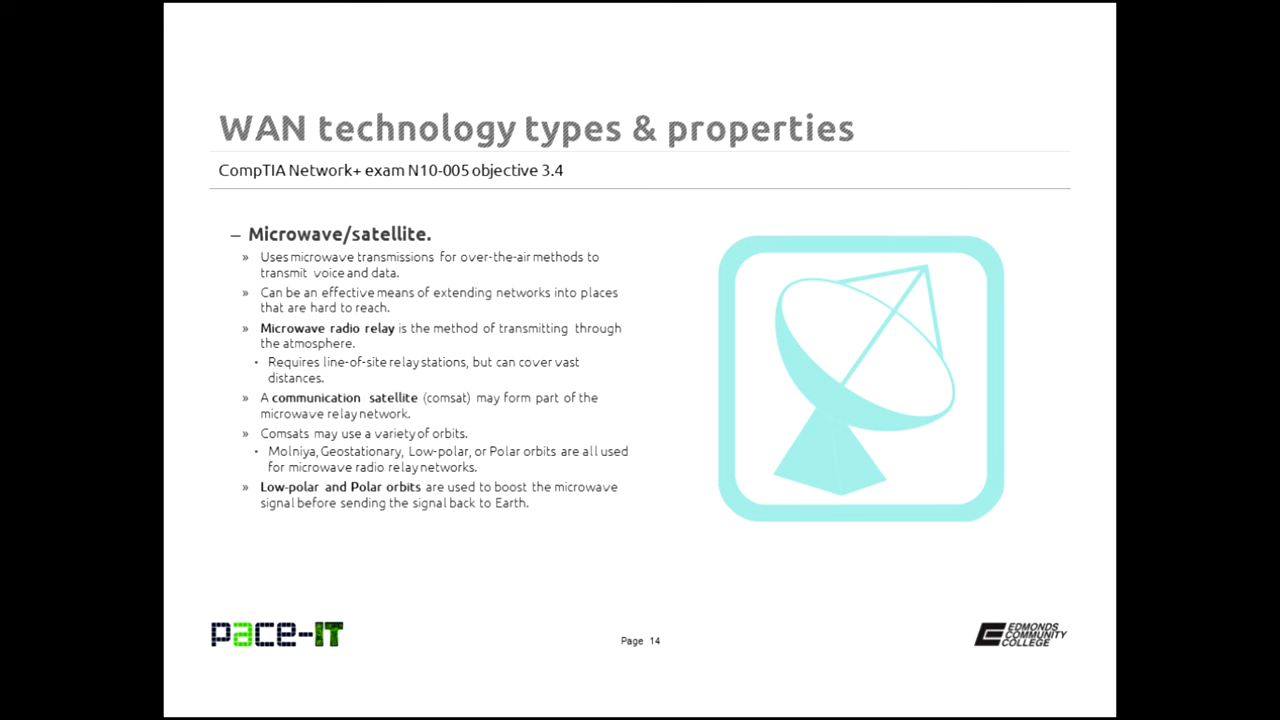 WAN technology types & properties
CompTIA Network+ exam N10-005 objective 3.4
– Microwave/satellite.
» Uses microwave transmissions for over-the-air methods to
transmit voice and data.
» Can be an effective means of extending networks into places
that are hard to reach.
» Microwave radio relay is the method of transmitting through
the atmosphere.
• Requires line-of-site relay stations, but can cover vast
distances.
» A communication satellite (comsat) may form part of the
microwave relay network.
» Comsats may use a variety of orbits.
• Molniya, Geostationary, Low-polar, or Polar orbits are all used
for microwave radio relay networks.
» Low-polar and Polar orbits are used to boost the microwave
signal before sending the signal back to Earth.
pace-IT
Page 14
EDMONDS
COMMUNITY
COLLEGE